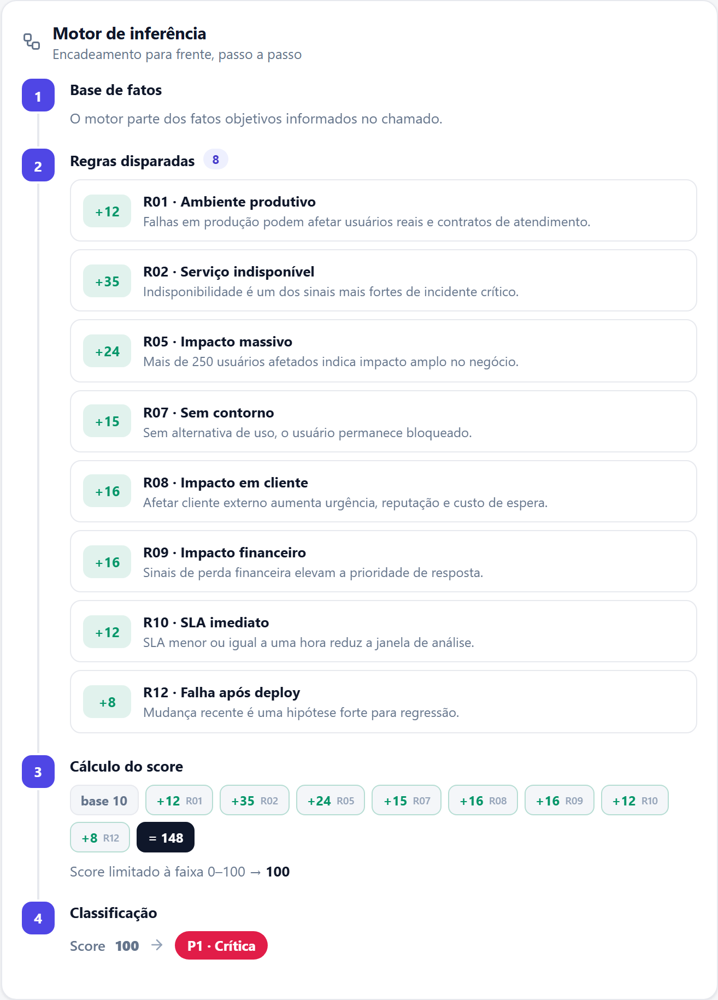 Motor de inferência
Encadeamento para frente, passo a passo
1
Base de fatos
O motor parte dos fatos objetivos informados no chamado.
2
Regras disparadas 8
+12
R01 · Ambiente produtivo
Falhas em produção podem afetar usuários reais e contratos de atendimento.
+35
R02 · Serviço indisponível
Indisponibilidade é um dos sinais mais fortes de incidente crítico.
+24
R05 · Impacto massivo
Mais de 250 usuários afetados indica impacto amplo no negócio.
+15
R07 · Sem contorno
Sem alternativa de uso, o usuário permanece bloqueado.
+16
R08 · Impacto em cliente
Afetar cliente externo aumenta urgência, reputação e custo de espera.
+16
R09 · Impacto financeiro
Sinais de perda financeira elevam a prioridade de resposta.
+12
R10 · SLA imediato
SLA menor ou igual a uma hora reduz a janela de análise.
+8
R12 · Falha após deploy
Mudança recente é uma hipótese forte para regressão.
3
Cálculo do score
base 10 +12 R01 +35 R02 +24 R05 +15 R07 +16 R08 +16 R09 +12 R10
+8 R12 = 148
Score limitado à faixa 0–100 → 100
4
Classificação
Score 100 → P1 · Crítica